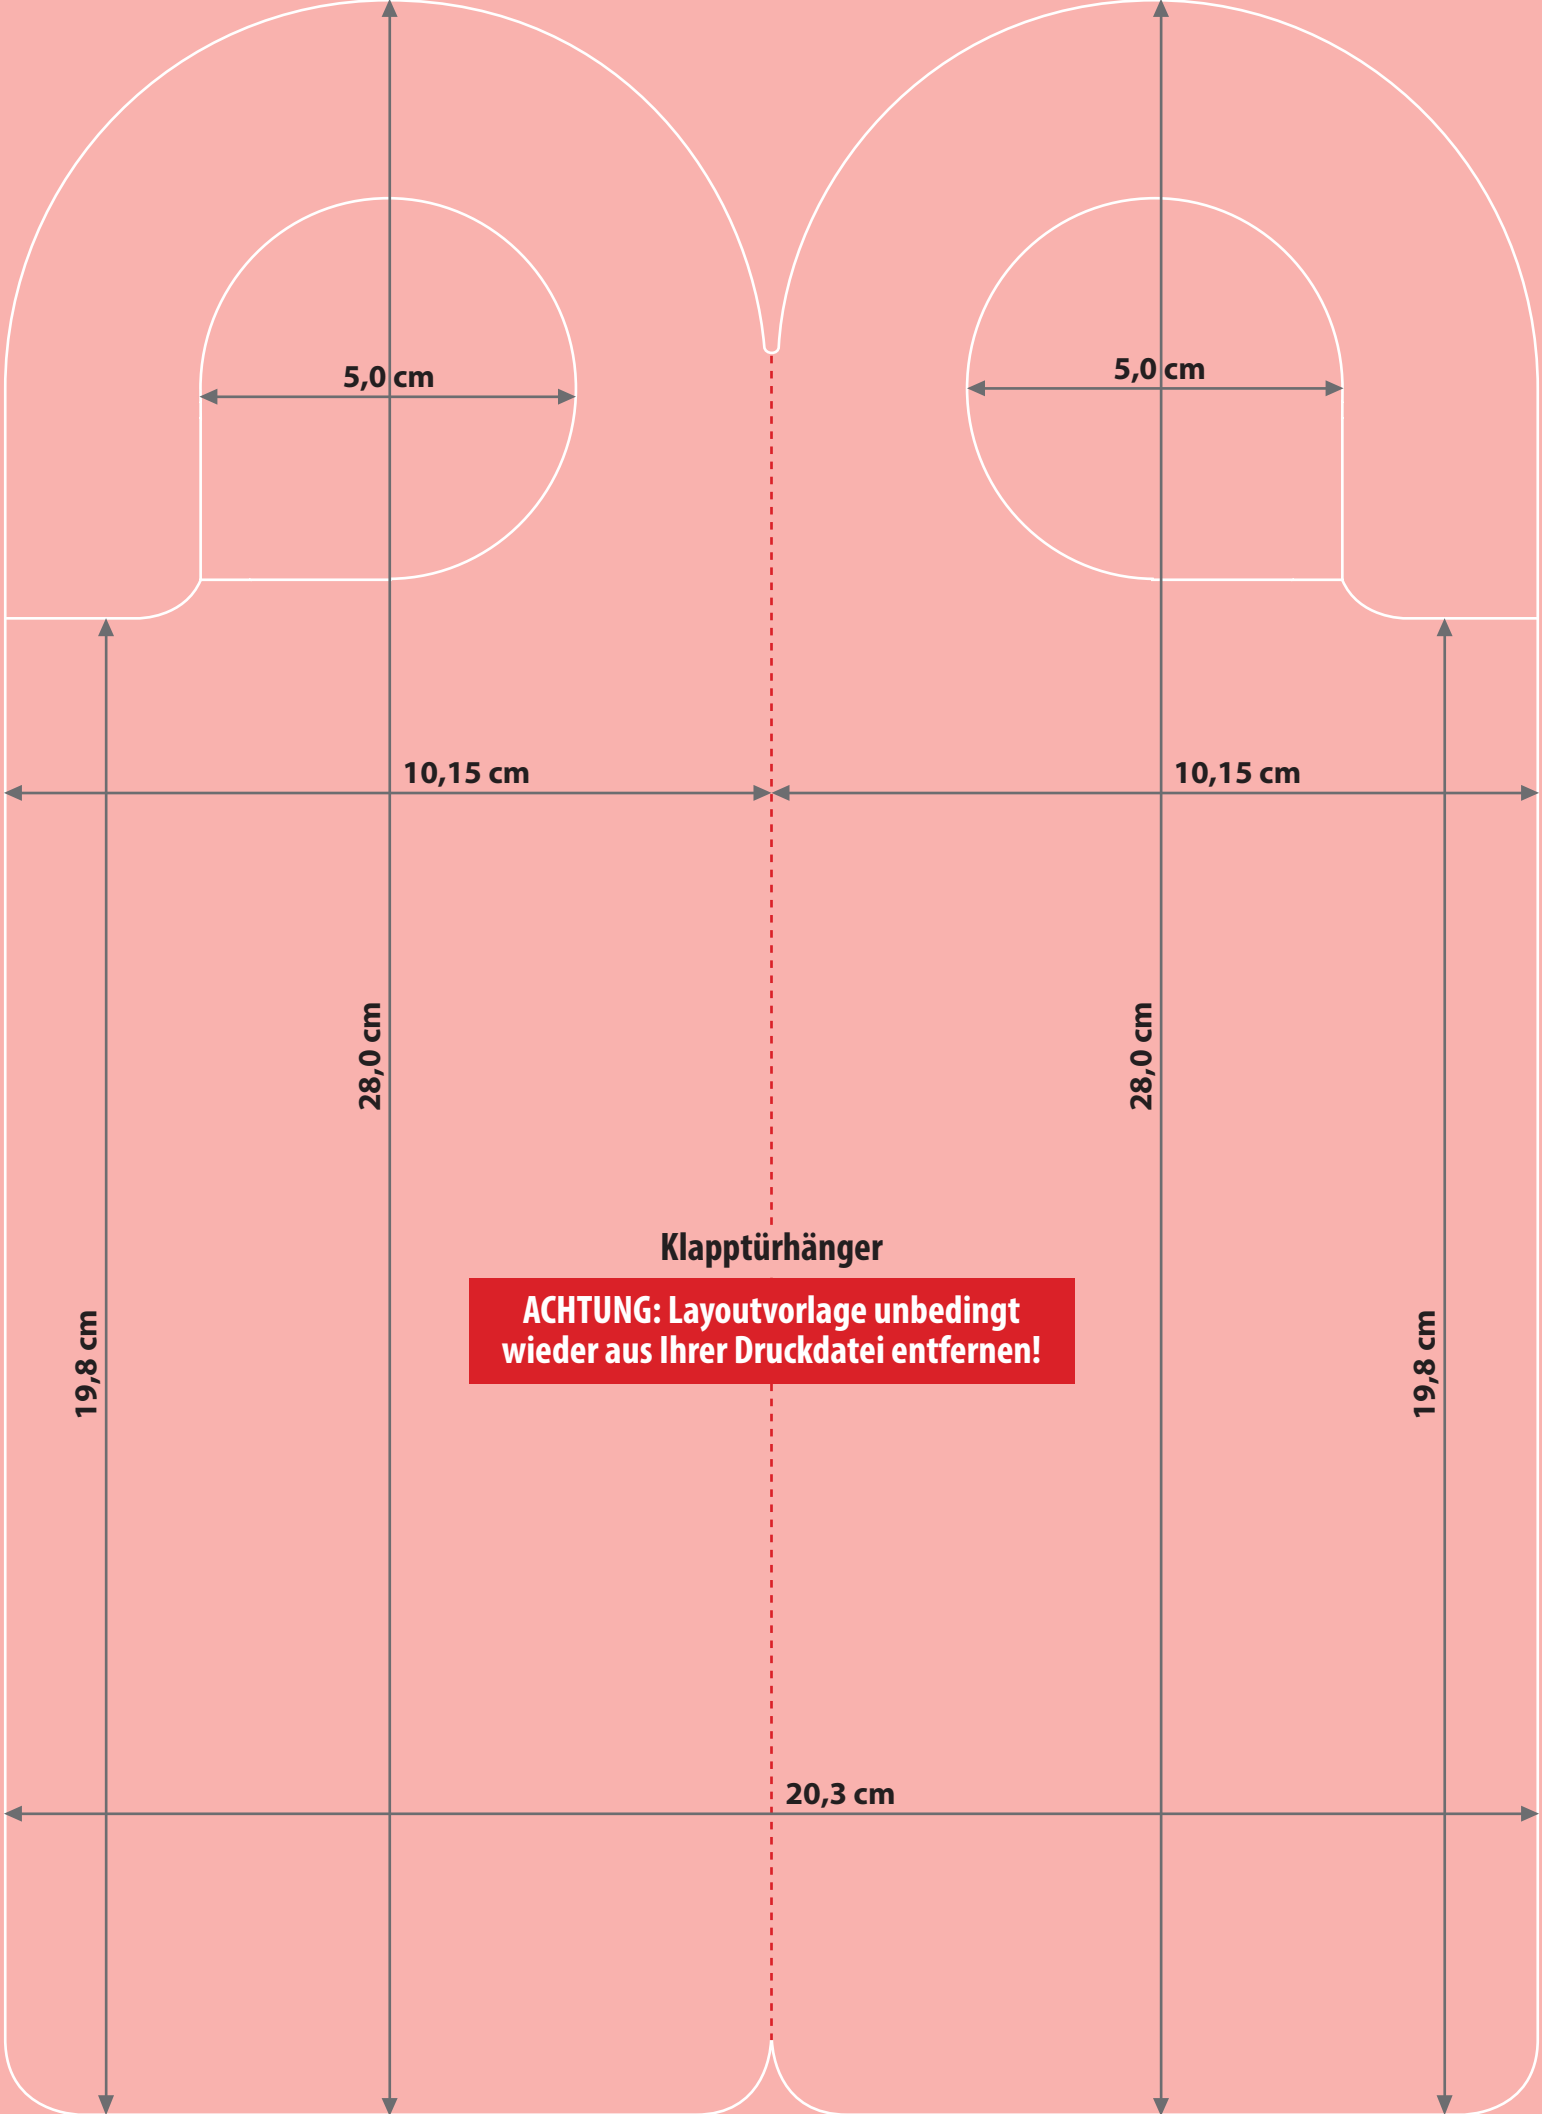 5,0 cm
5,0 cm
10,15 cm
10,15 cm
28,0 cm
28,0 cm
Klapptürhänger
ACHTUNG: Layoutvorlage unbedingt
wieder aus Ihrer Druckdatei entfernen!
19,8 cm
19,8 cm
20,3 cm